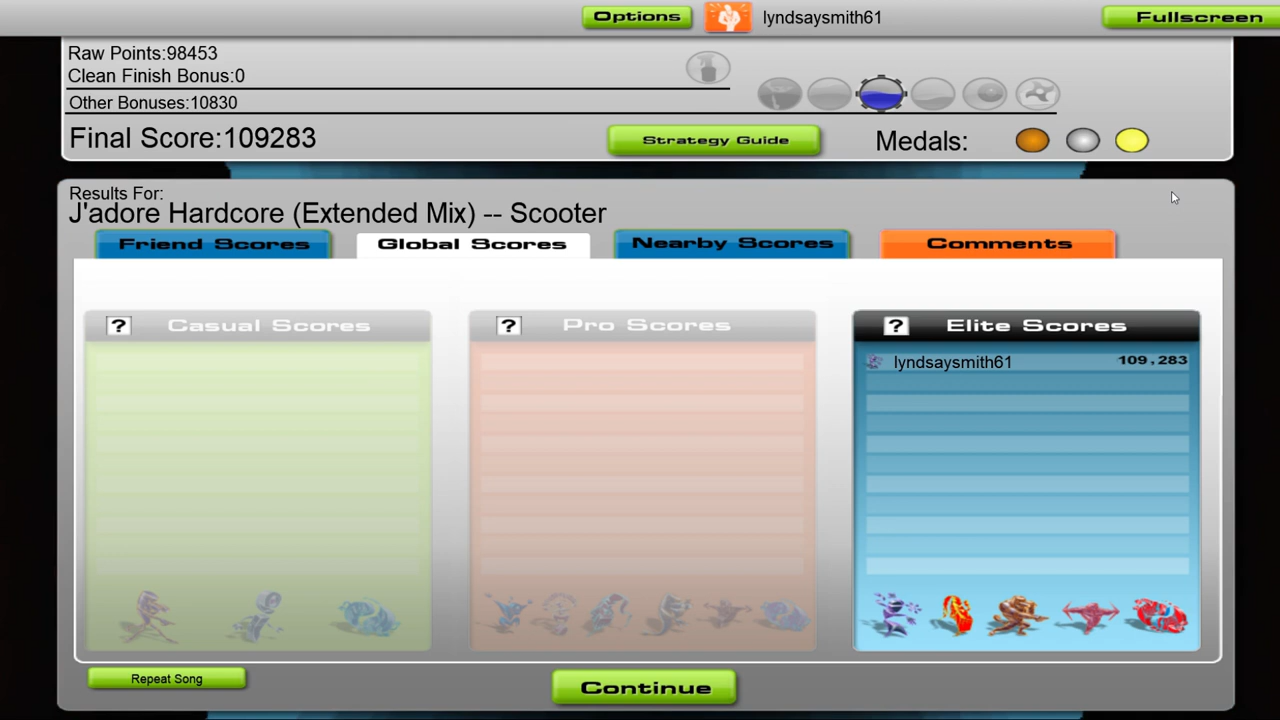 Options
lyndsaysmith61
Fullscreen
Raw Points:98453
Clean Finish Bonus:0
Other Bonuses:10830
Final Score:109283
Strategy Guide
Medals:
Results For:
J'adore Hardcore (Extended Mix) -- Scooter
Friend Scores
Global Scores
Nearby Scores
Comments
? Casual Scores
? Pro Scores
? Elite Scores
lyndsaysmith61 109,283
Repeat Song
Continue